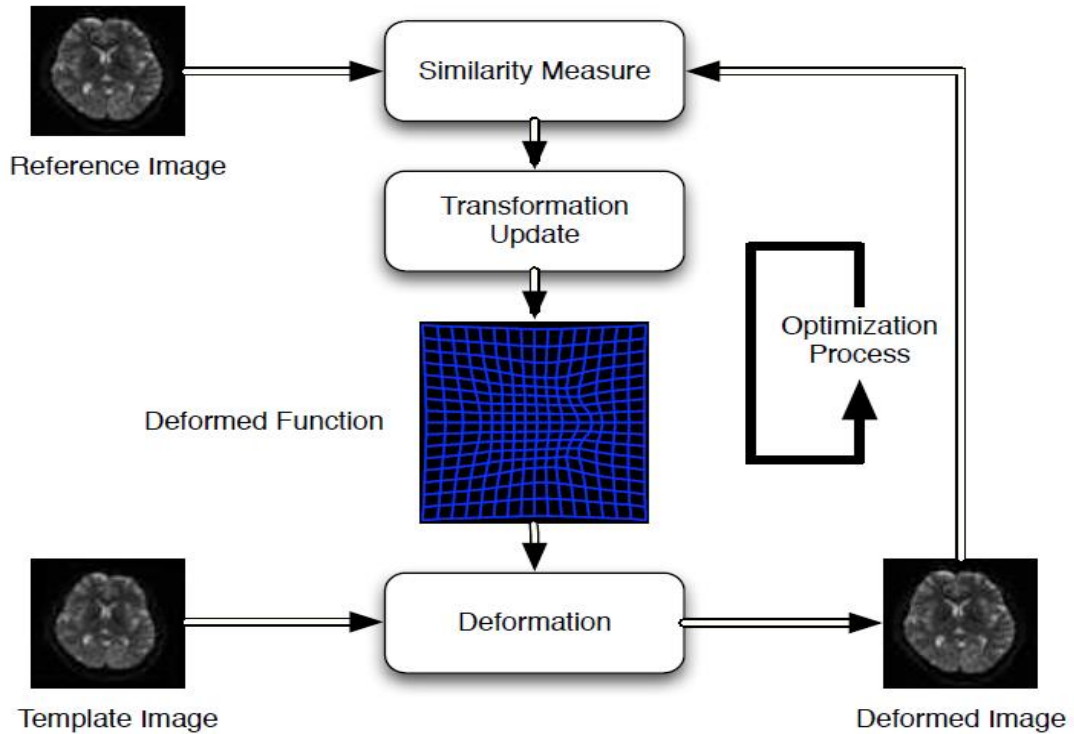 Similarity Measure
Reference Image
Transformation
Update
Optimization
Process
Deformed Function
Deformation
Template Image
Deformed Image